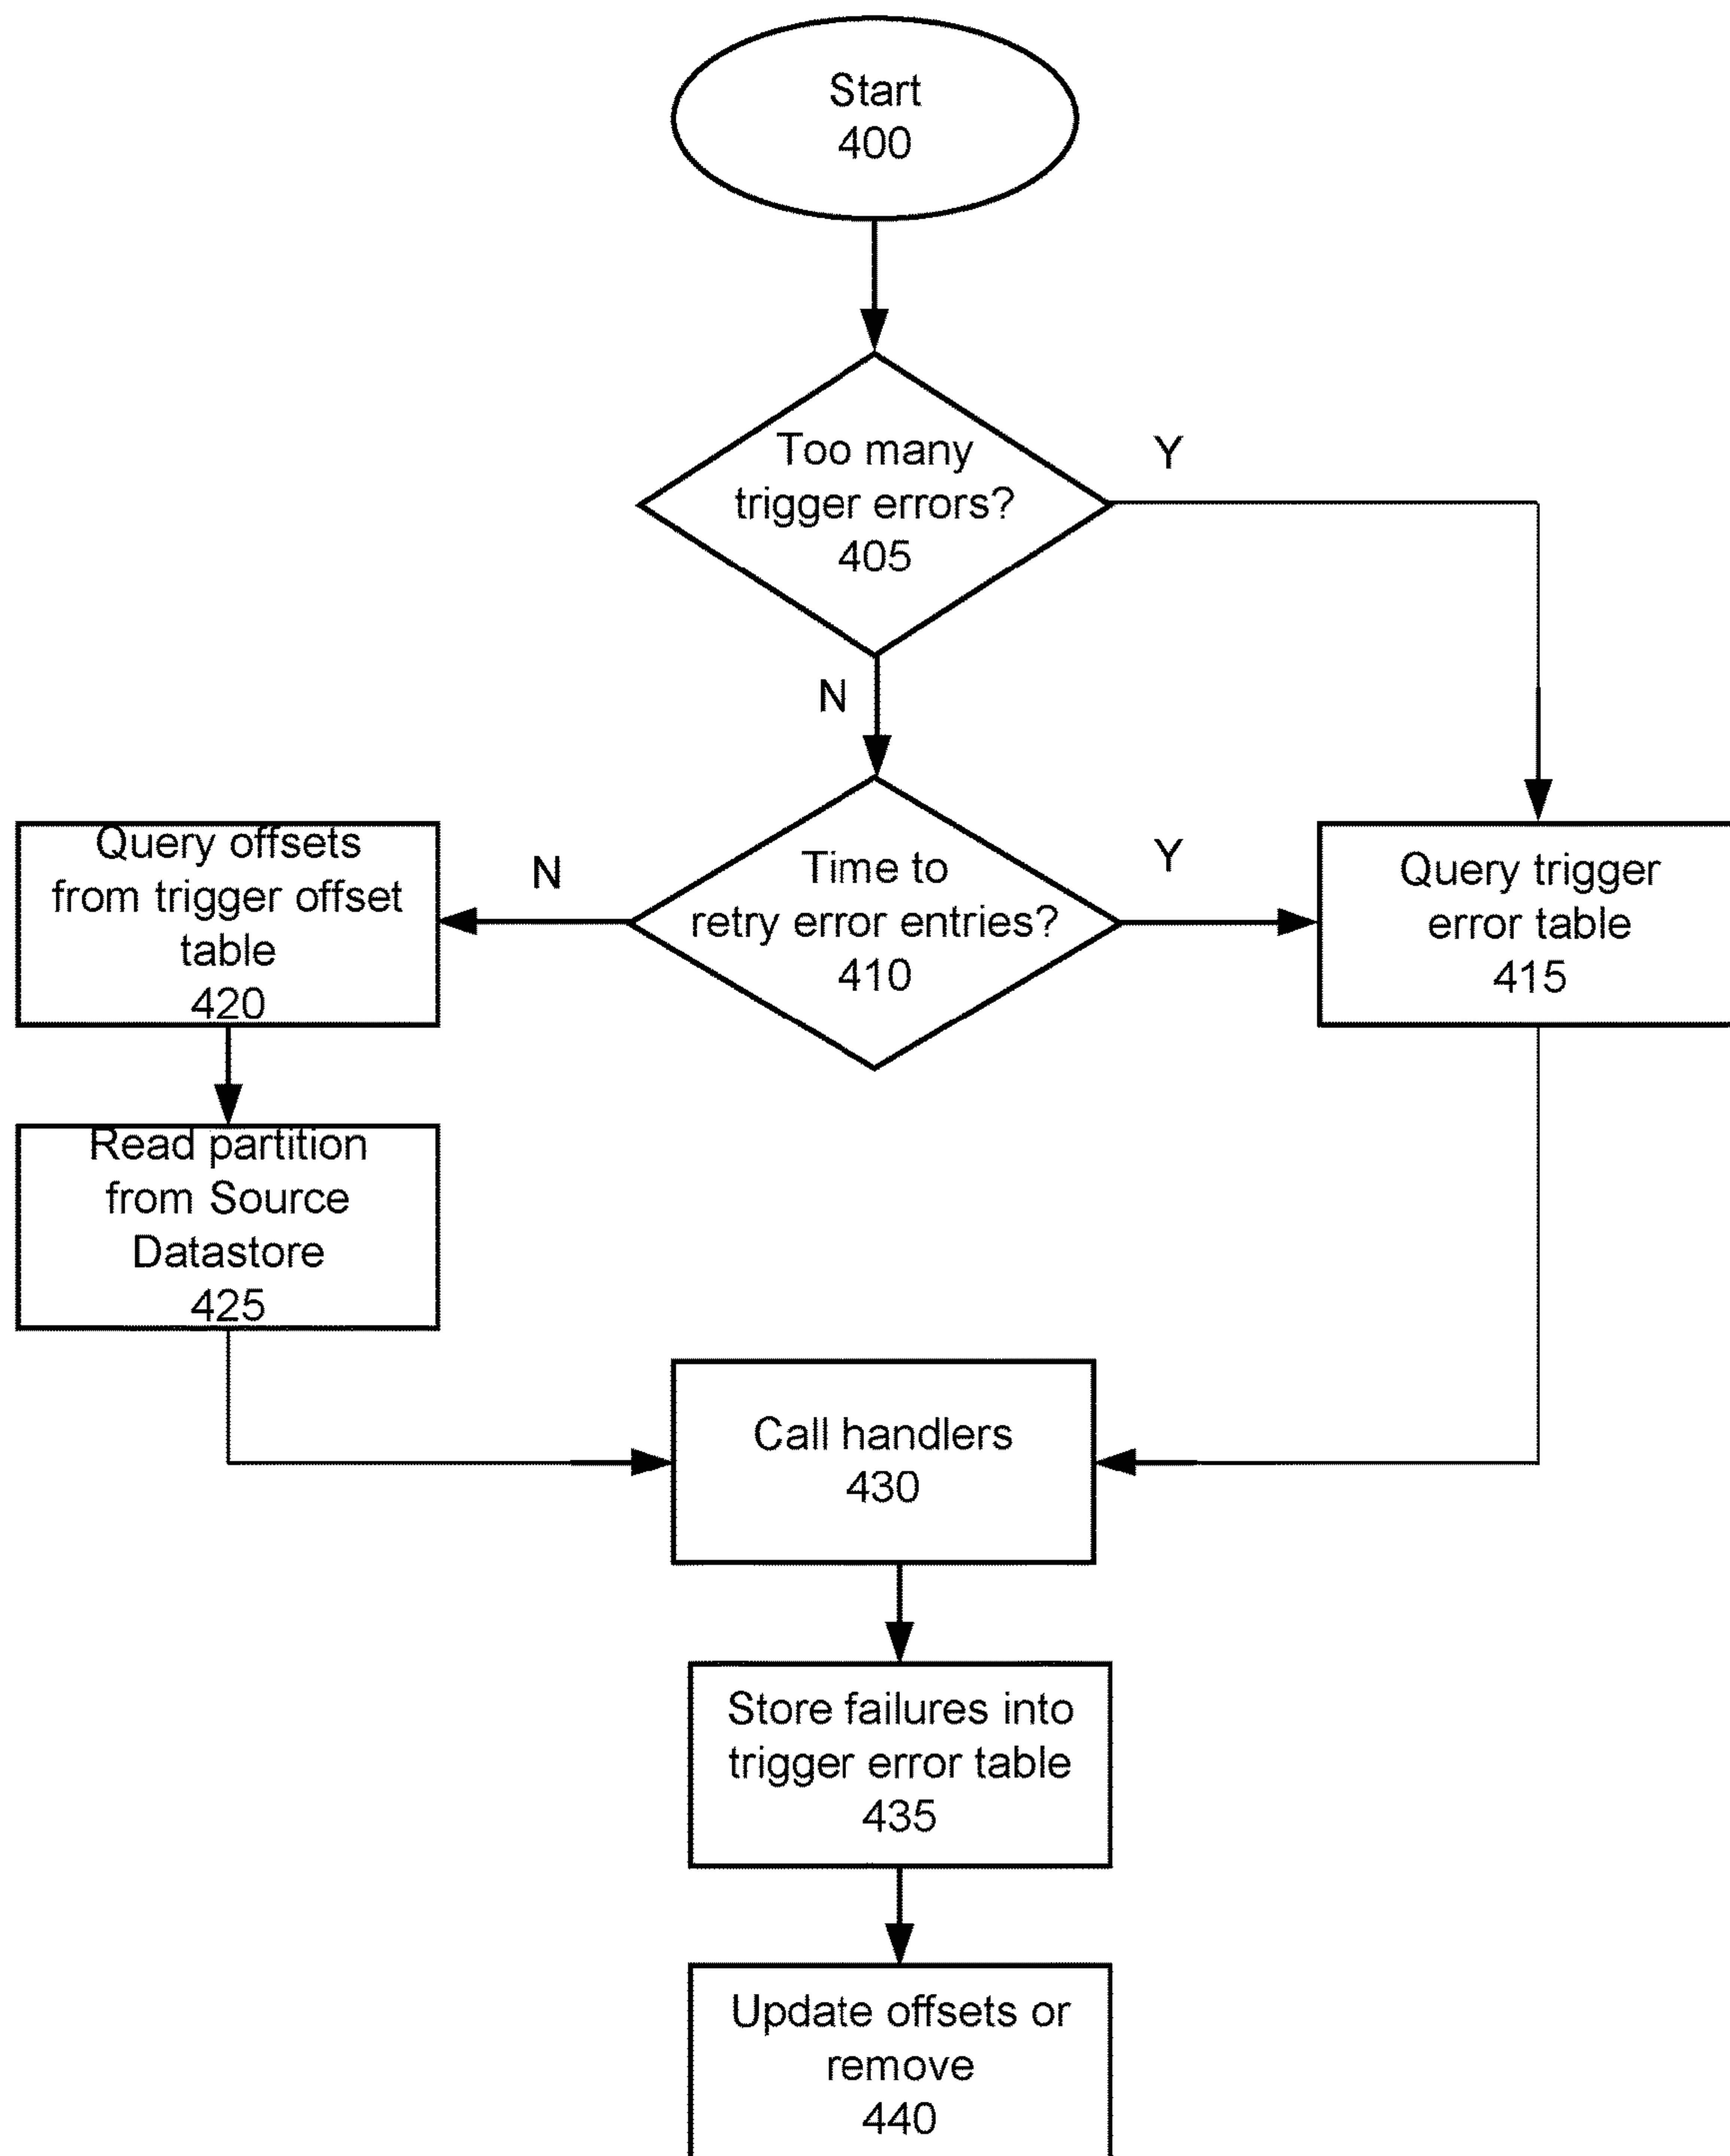 Start
400
Too many
trigger errors?
405
Y
N
Query offsets
from trigger offset
table
420
N
Time to
retry error entries?
410
Y
Query trigger
error table
415
Read partition
from Source
Datastore
425
Call handlers
430
Store failures into
trigger error table
435
Update offsets or
remove
440